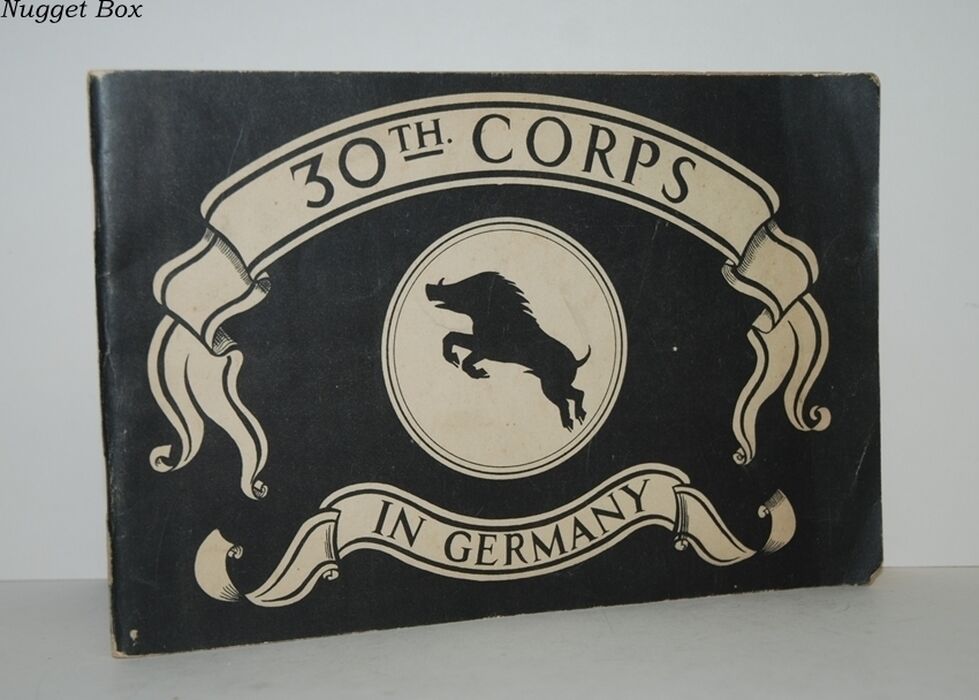 Nugget Box
30TH. CORPS
IN GERMANY